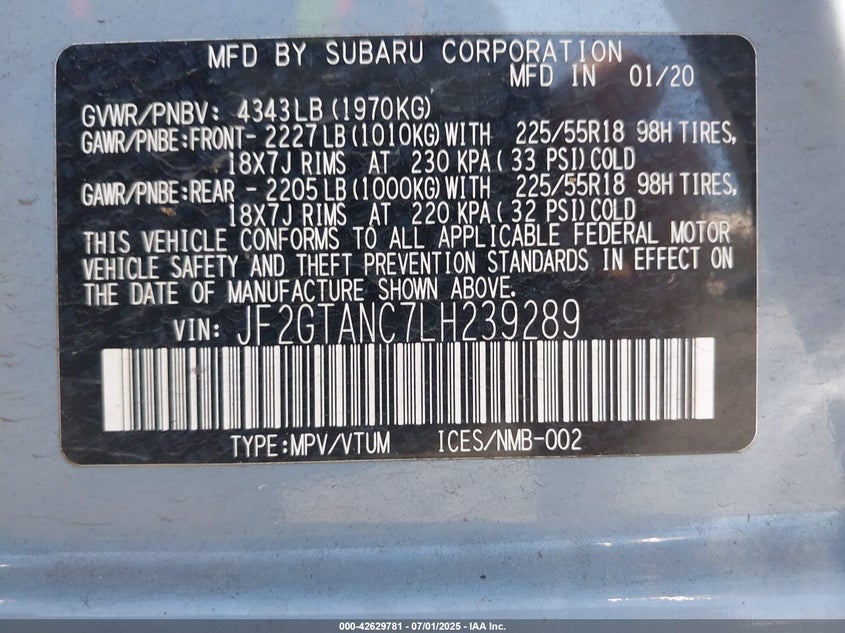 MFD BY SUBARU CORPORATION
MFD IN 01/20
GVWR/PNBV: 4343LB (1970KG)
GAWR/PNBE:FRONT- 2227LB (1010KG) WITH 225/55R18 98H TIRES,
18X7J RIMS AT 230 KPA ( 33 PSI) COLD
GAWR/PNBE:REAR - 2205LB (1000KG) WITH 225/55R18 98H TIRES,
18X7J RIMS AT 220 KPA ( 32 PSI) COLD
THIS VEHICLE CONFORMS TO ALL APPLICABLE FEDERAL MOTOR
VEHICLE SAFETY AND THEFT PREVENTION STANDARDS IN EFFECT ON
THE DATE OF MANUFACTURE SHOWN ABOVE.
VIN: JF2GTANC7LH239289
TYPE:MPV/VTUM ICES/NMB-002
000-42629781 - 07/01/2025 - IAA Inc.